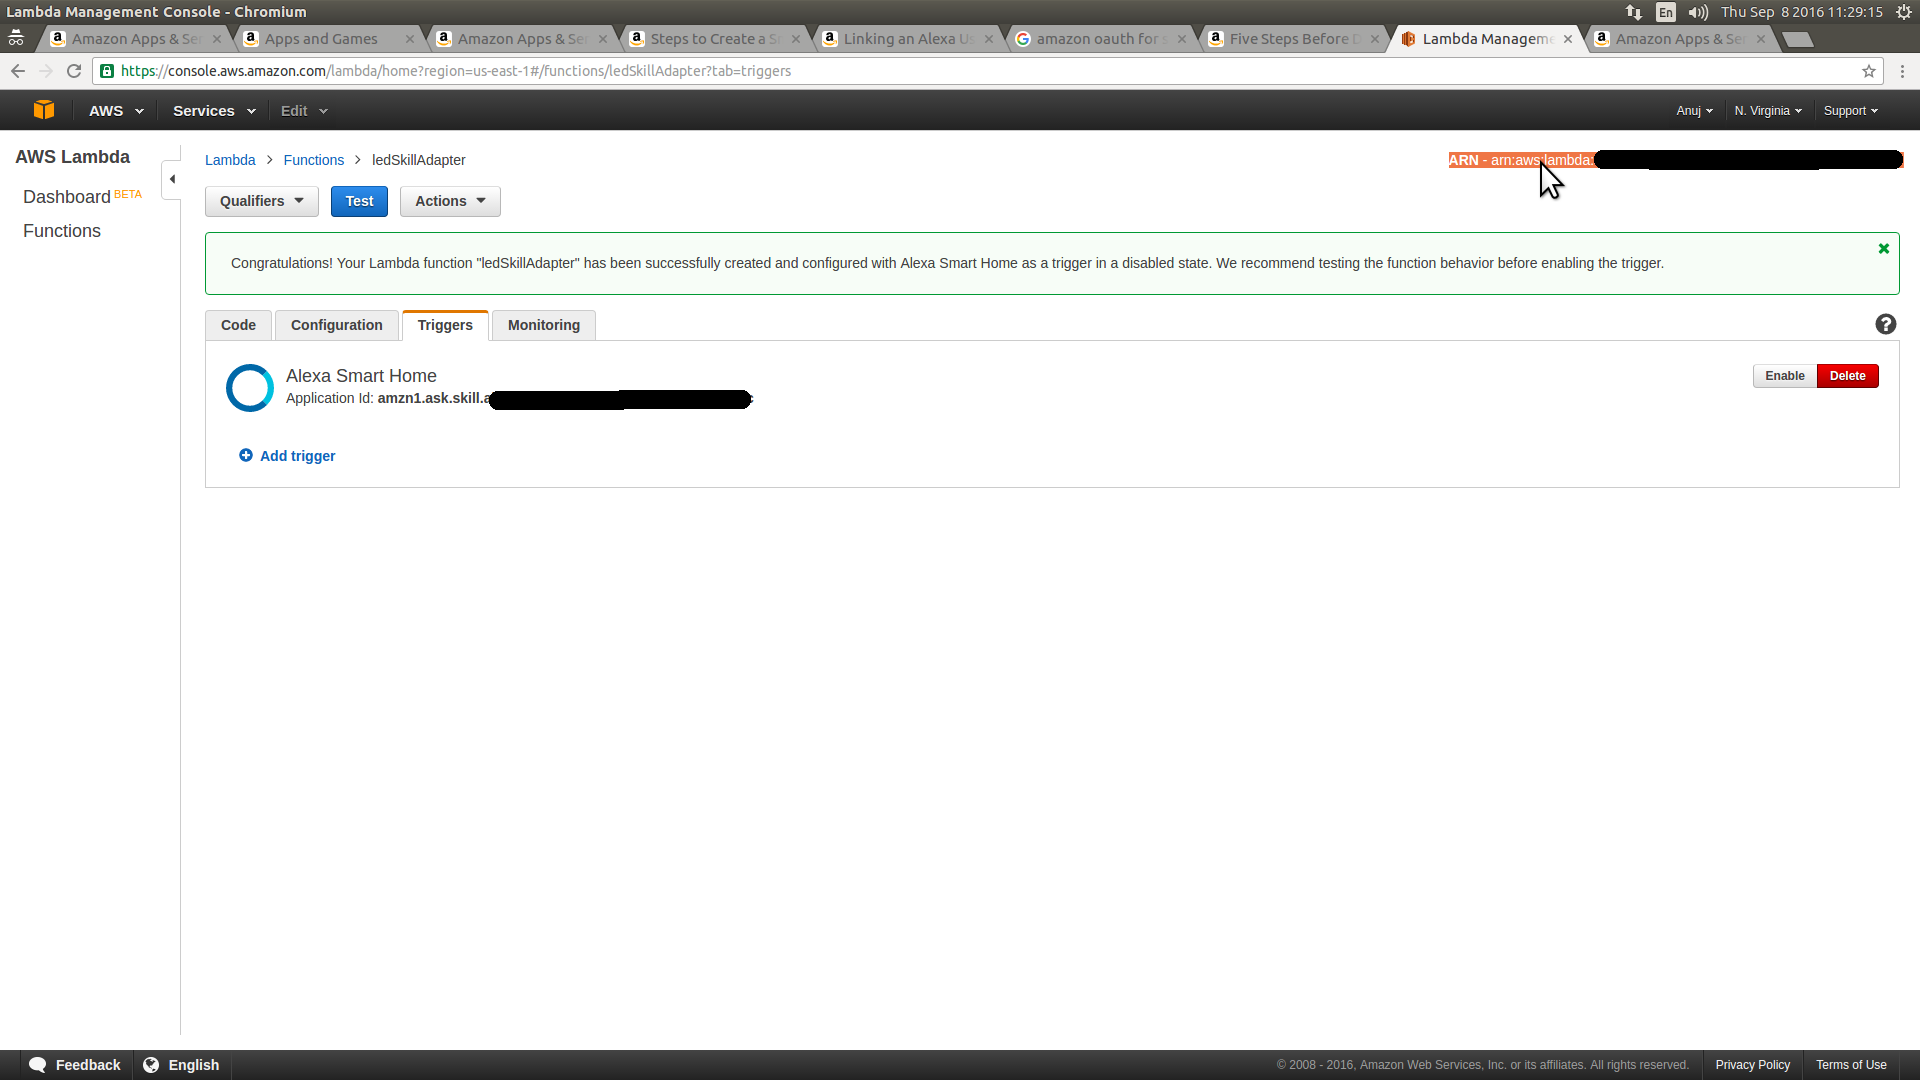 Lambda Management Console - Chromium
En
Thu Sep 8 2016 11:29:15
Amazon Apps & Ser
Apps and Games
Amazon Apps & Ser
Steps to Create a S
Linking an Alexa U
amazon oauth for
Five Steps Before D
Lambda Manageme
Amazon Apps & Ser
https://console.aws.amazon.com/lambda/home?region=us-east-1#/functions/ledSkillAdapter?tab=triggers
AWS
Services
Edit
Anuj
N. Virginia
Support
AWS Lambda
Dashboard BETA
Functions
Lambda > Functions > ledSkillAdapter
ARN - arn:aws:lambda:
Qualifiers
Test
Actions
Congratulations! Your Lambda function "ledSkillAdapter" has been successfully created and configured with Alexa Smart Home as a trigger in a disabled state. We recommend testing the function behavior before enabling the trigger.
Code
Configuration
Triggers
Monitoring
Alexa Smart Home
Application Id: amzn1.ask.skill.a
Enable
Delete
Add trigger
Feedback
English
© 2008 - 2016, Amazon Web Services, Inc. or its affiliates. All rights reserved.
Privacy Policy
Terms of Use